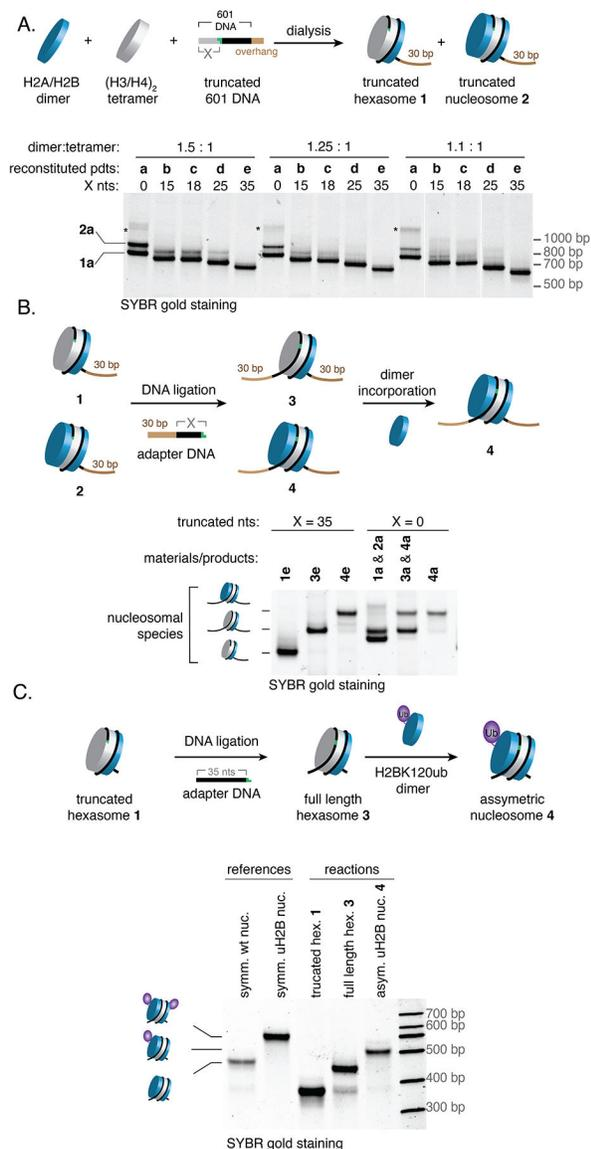 A.
H2A/H2B dimer
+
(H3/H4)2 tetramer
+
601 DNA
X
overhang
truncated 601 DNA
dialysis
30 bp
truncated hexasome 1
+
30 bp
truncated nucleosome 2
dimer:tetramer: 1.5 : 1 1.25 : 1 1.1 : 1
reconstituted pdts: a b c d e a b c d e a b c d e
X nts: 0 15 18 25 35 0 15 18 25 35 0 15 18 25 35
* * *
2a
1a
1000 bp
800 bp
700 bp
500 bp
SYBR gold staining
B.
30 bp
1
30 bp
2
DNA ligation
30 bp X
adapter DNA
30 bp 30 bp
3
4
dimer incorporation
4
truncated nts: X = 35 X = 0
materials/products: 1e 3e 4e 1a & 2a 3a & 4a 4a
nucleosomal species
SYBR gold staining
C.
truncated hexasome 1
DNA ligation
35 nts
adapter DNA
full length hexasome 3
Ub
H2BK120ub dimer
Ub
assymetric nucleosome 4
references reactions
symm. wt nuc.
symm. uH2B nuc.
trucated hex. 1
full length hex. 3
asym. uH2B nuc. 4
700 bp
600 bp
500 bp
400 bp
300 bp
SYBR gold staining